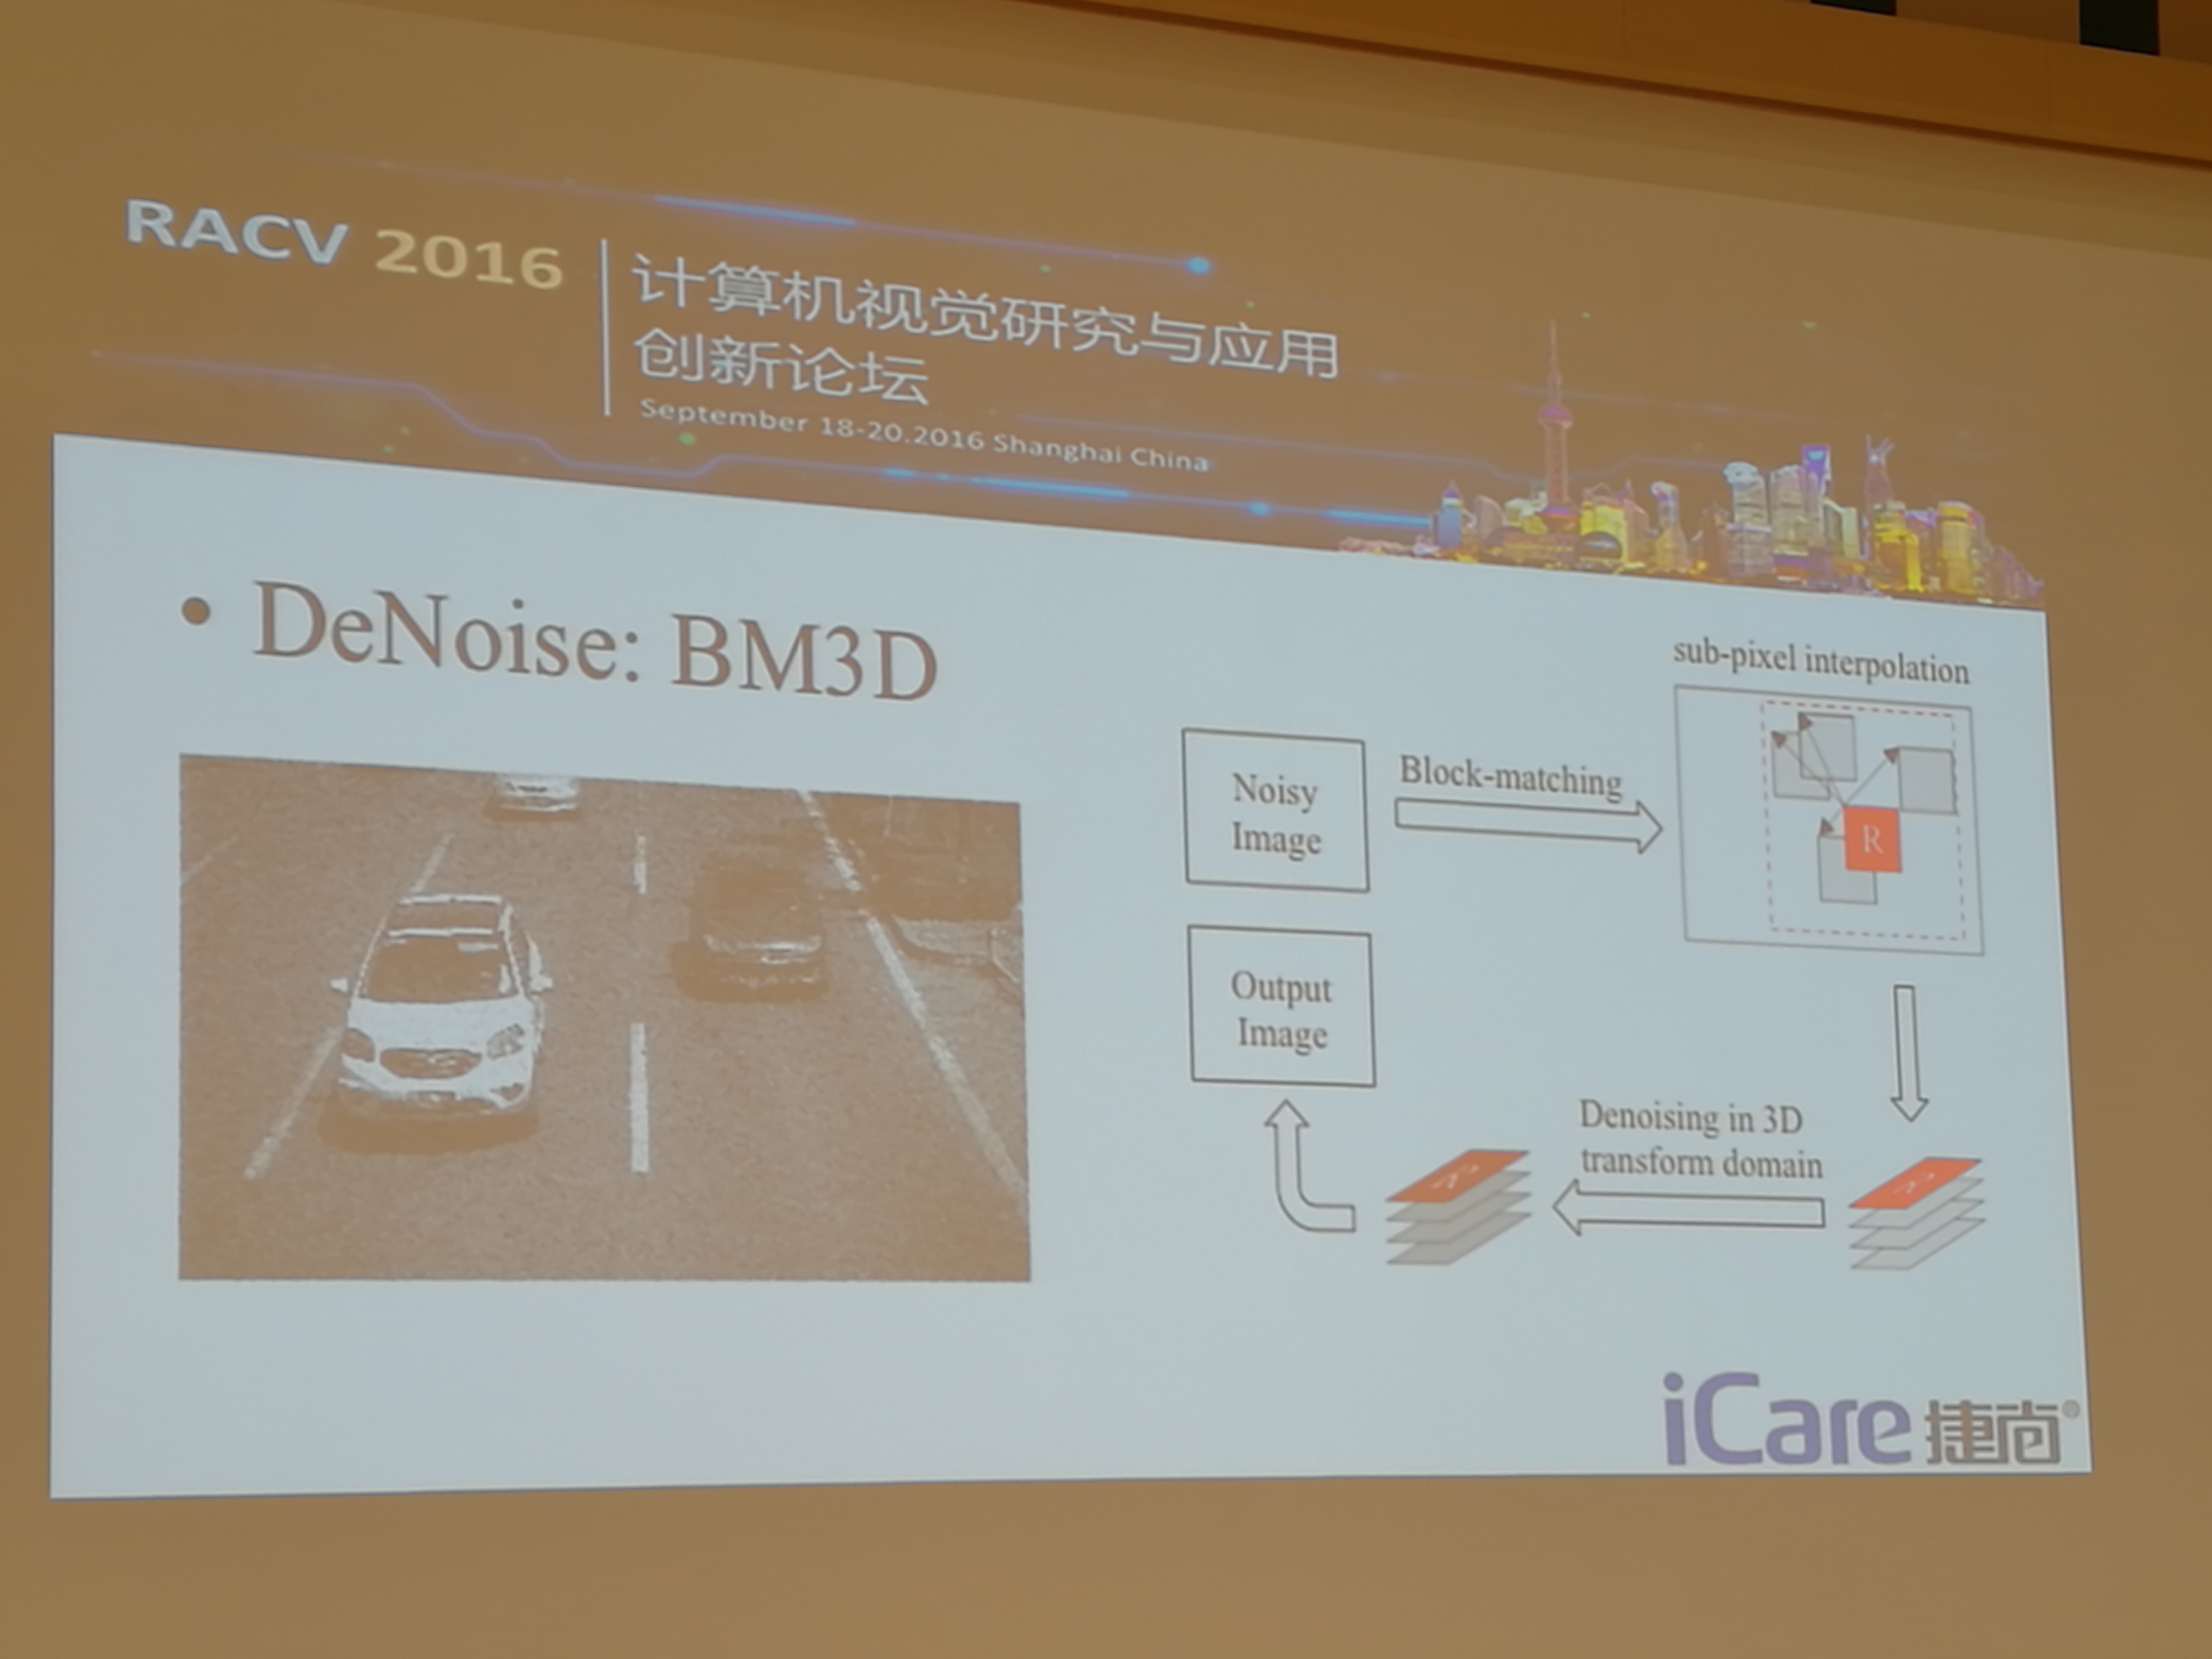 RACV 2016
计算机视觉研究与应用
创新论坛
September 18-20.2016 Shanghai China
• DeNoise: BM3D
sub-pixel interpolation
Noisy
Image
Block-matching
R
Output
Image
Denoising in 3D
transform domain
R
R
iCare 捷尚®